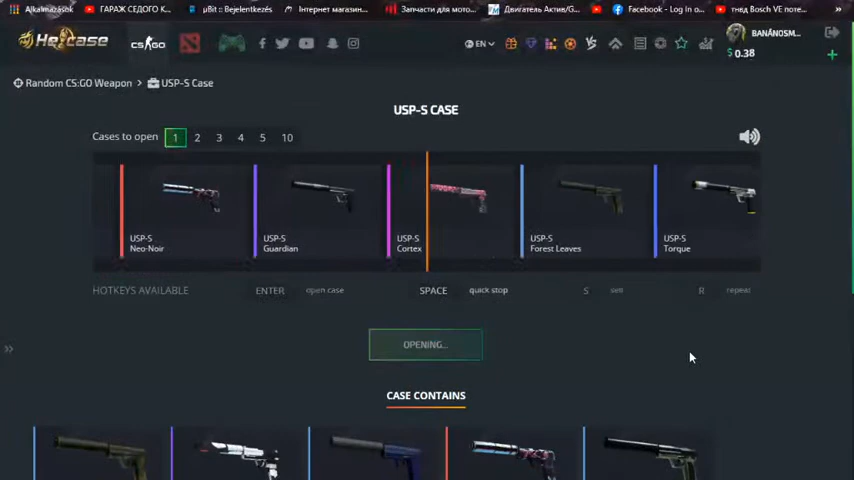 Alkalmazások ГАРАЖ СЕДОГО К... µBit :: Bejelentkezés Інтернет магазин... Запчасти для мото... Двигатель Актив/G... Facebook - Log In o... тнвд Bosch VE поте...
Hellcase CS:GO EN BANÁNOSM...
$ 0.38
Random CS:GO Weapon > USP-S Case
USP-S CASE
Cases to open 1 2 3 4 5 10
USP-S USP-S USP-S USP-S USP-S
Neo-Noir Guardian Cortex Forest Leaves Torque
HOTKEYS AVAILABLE ENTER open case SPACE quick stop S sell R repeat
OPENING...
CASE CONTAINS